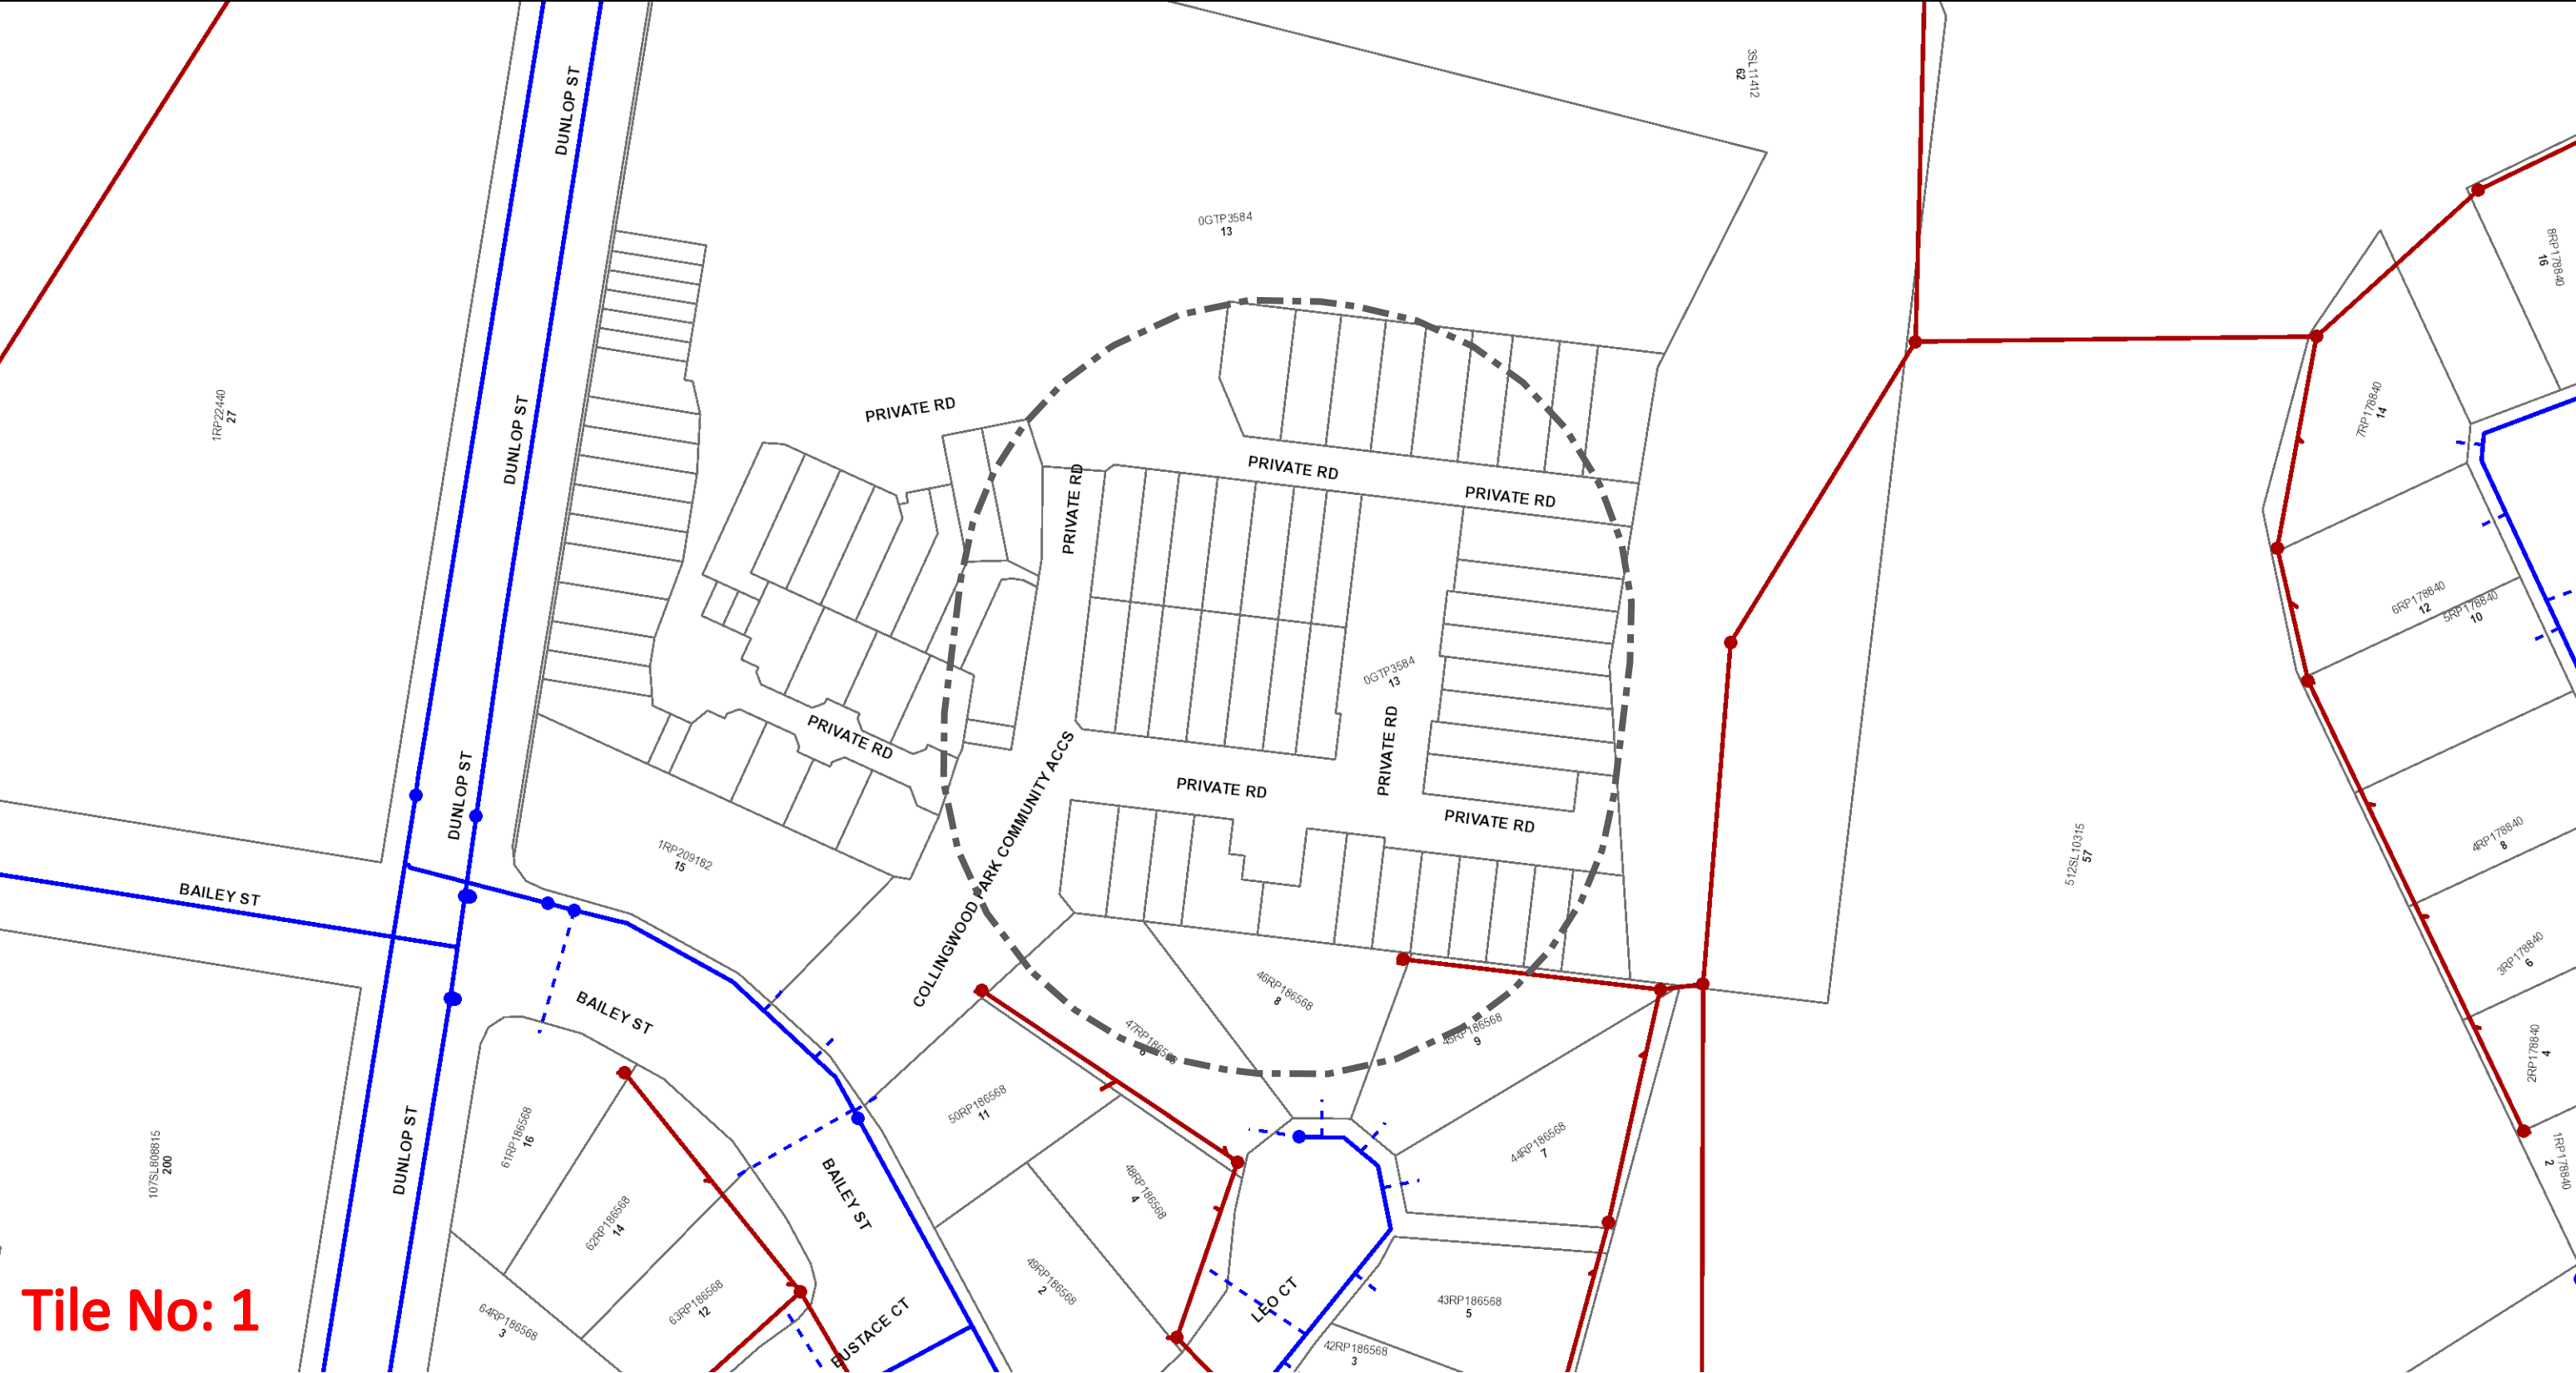 DUNLOP ST
3SL11412
62
0GTP3584
13
8RP178840
16
1RP22440
27
DUNLOP ST
PRIVATE RD
7RP178840
14
PRIVATE RD
PRIVATE RD
PRIVATE RD
6RP178840
12
5RP178840
10
0GTP3584
13
PRIVATE RD
PRIVATE RD
DUNLOP ST
PRIVATE RD
PRIVATE RD
COLLINGWOOD PARK COMMUNITY ACCS
1RP209182
15
512SL10315
57
4RP178840
8
BAILEY ST
3RP178840
6
46RP186568
8
BAILEY ST
47RP186568
6
45RP186568
9
2RP178840
4
50RP186568
11
61RP186568
16
44RP186568
7
107SL808815
200
DUNLOP ST
BAILEY ST
48RP186568
4
1RP178840
2
62RP186568
14
49RP186568
2
LEO CT
63RP186568
12
43RP186568
5
64RP186568
3
EUSTACE CT
42RP186568
3
Tile No: 1